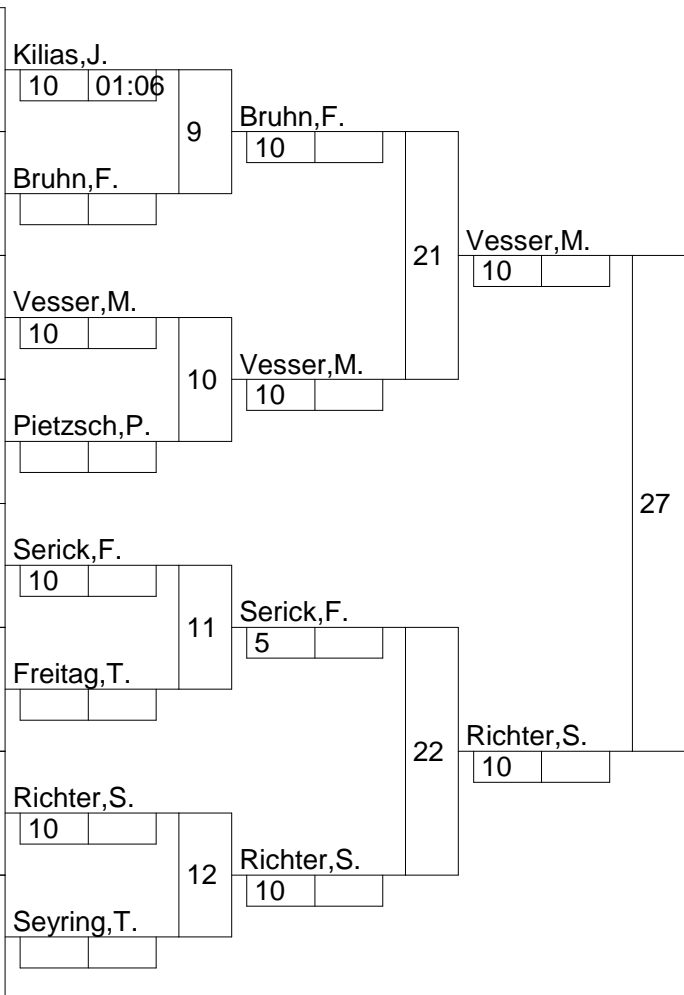 Kilias,J.
10 01:06
9
Bruhn,F.
10
Bruhn,F.
21
Vesser,M.
10
Vesser,M.
10
10
Vesser,M.
10
Pietzsch,P.
27
Serick,F.
10
11
Serick,F.
5
Freitag,T.
22
Richter,S.
10
Richter,S.
10
12
Richter,S.
10
Seyring,T.